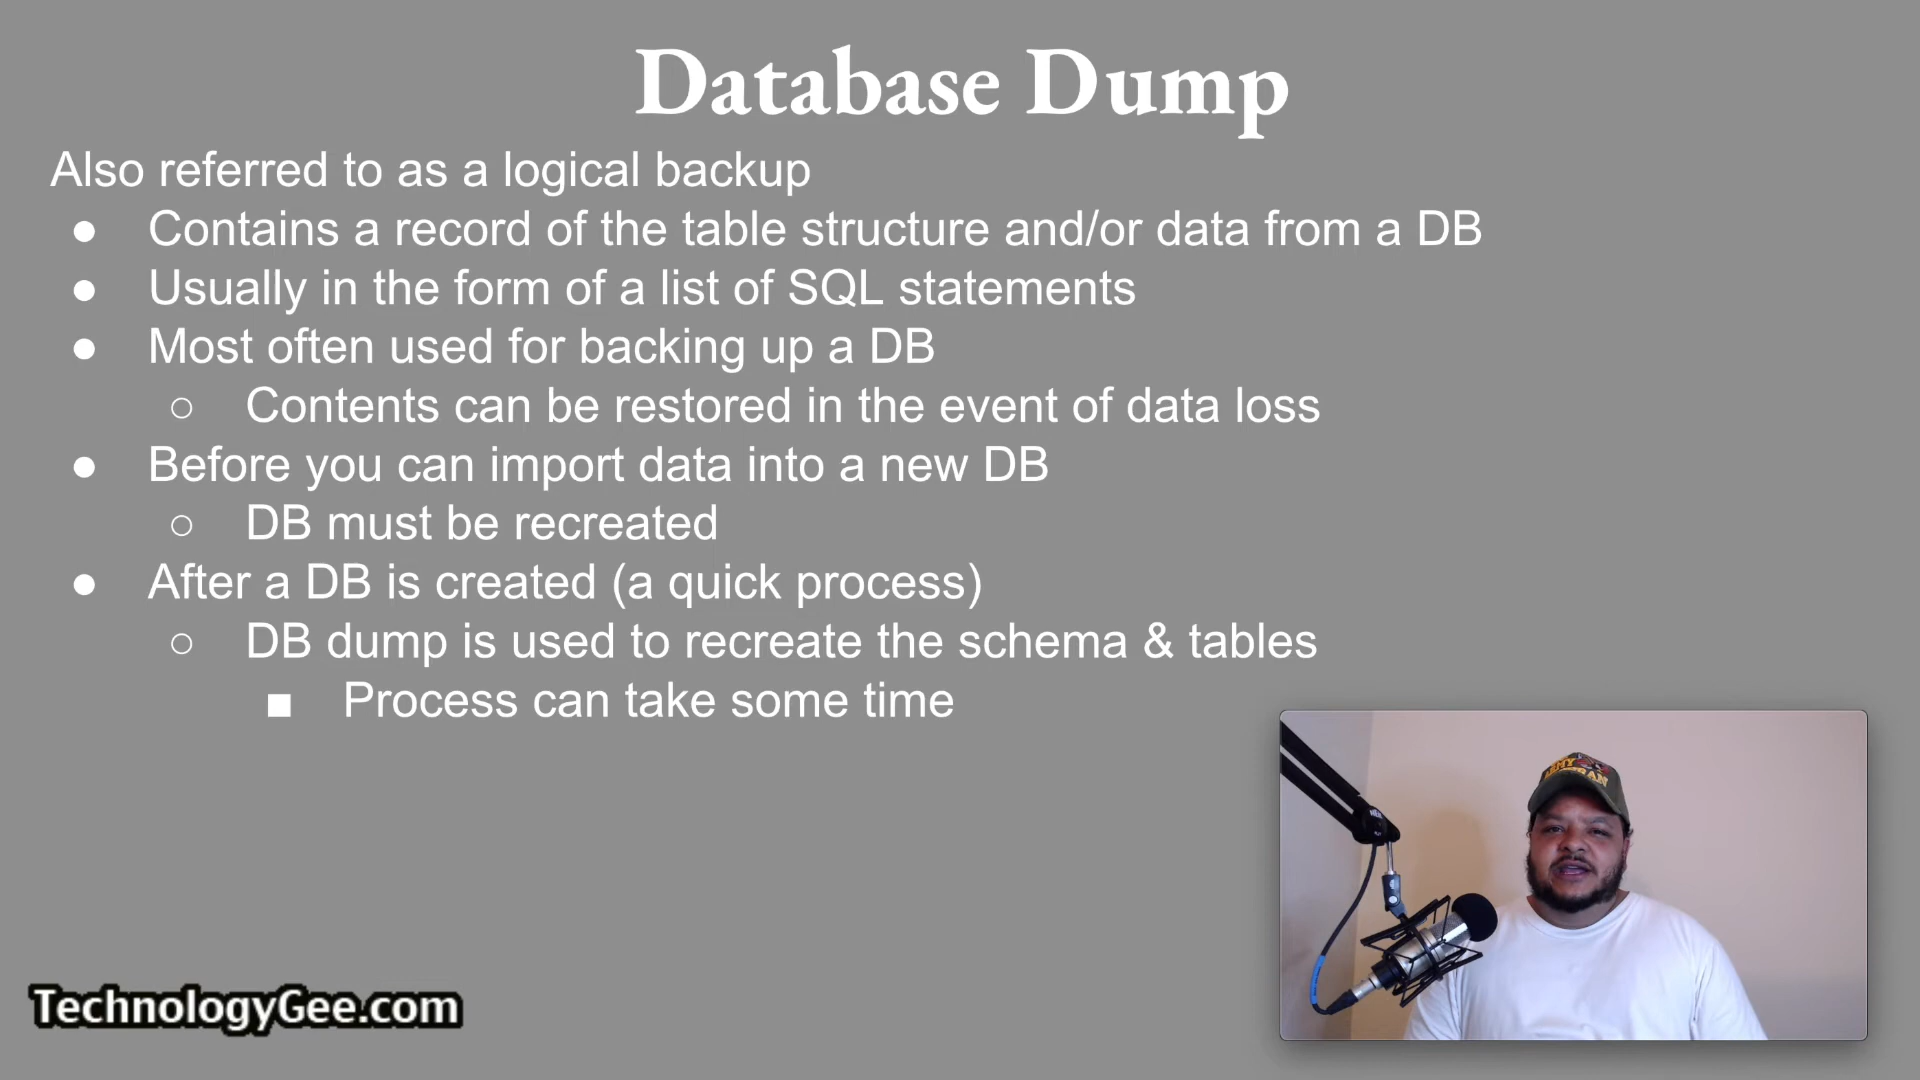 Database Dump
Also referred to as a logical backup
● Contains a record of the table structure and/or data from a DB
● Usually in the form of a list of SQL statements
● Most often used for backing up a DB
○ Contents can be restored in the event of data loss
● Before you can import data into a new DB
○ DB must be recreated
● After a DB is created (a quick process)
○ DB dump is used to recreate the schema & tables
■ Process can take some time
ARMY
TechnologyGee.com